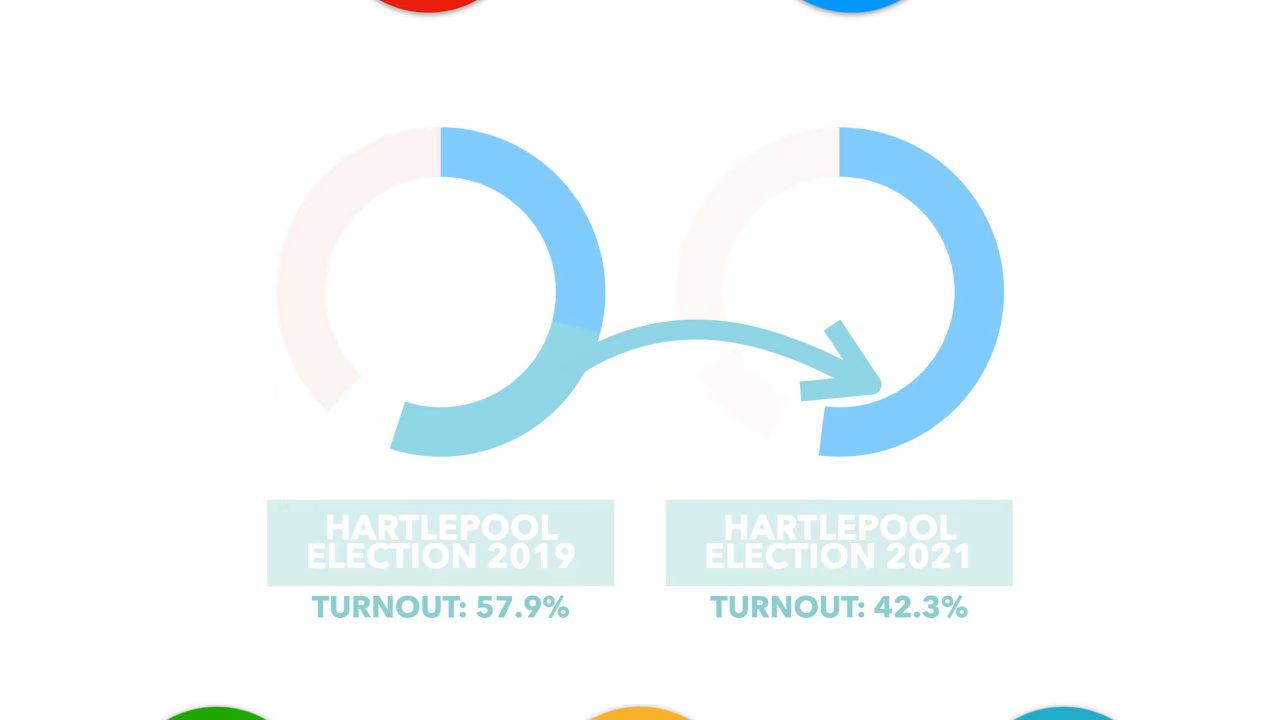 HARTLEPOOL
ELECTION 2019
TURNOUT: 57.9%
HARTLEPOOL
ELECTION 2021
TURNOUT: 42.3%